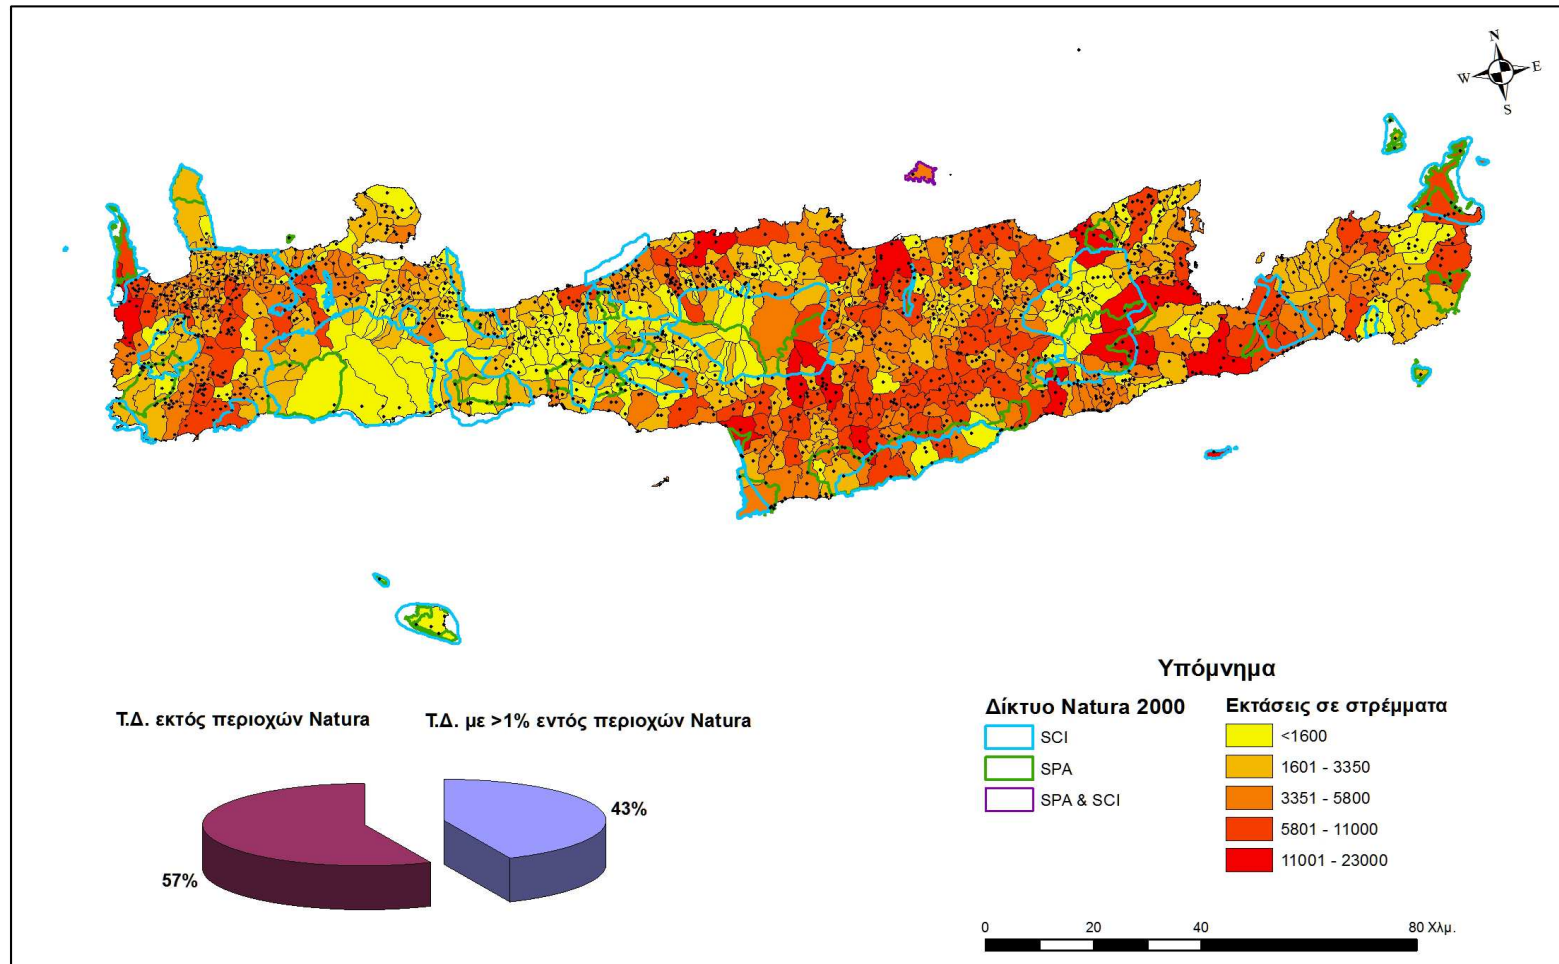 N
W E
S
Υπόμνημα
Δίκτυο Natura 2000
SCI
SPA
SPA & SCI
Εκτάσεις σε στρέμματα
<1600
1601 - 3350
3351 - 5800
5801 - 11000
11001 - 23000
Τ.Δ. εκτός περιοχών Natura
Τ.Δ. με >1% εντός περιοχών Natura
43%
57%
0 20 40 80 Χλμ.